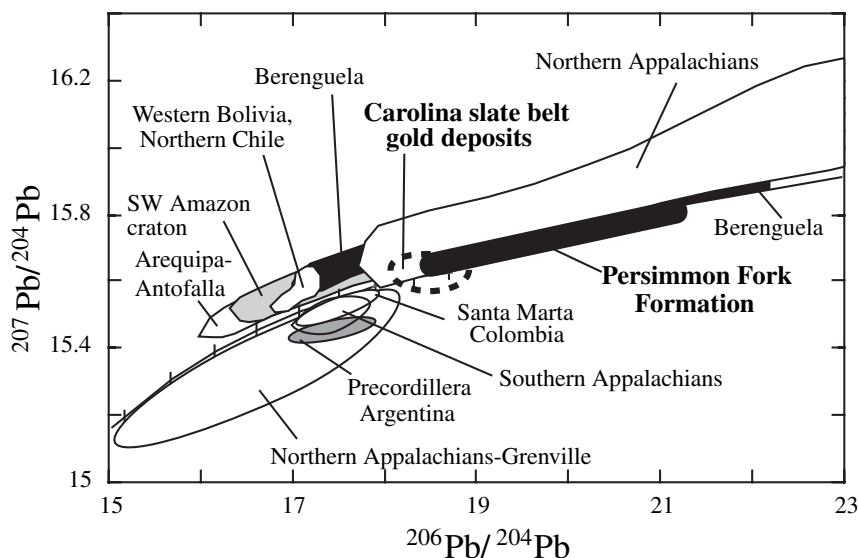 16.2
15.8
15.4
15
207Pb/204Pb
Northern Appalachians
Berenguela
Carolina slate belt
gold deposits
Western Bolivia,
Northern Chile
SW Amazon
craton
Arequipa-
Antofalla
Berenguela
Persimmon Fork
Formation
Santa Marta
Colombia
Southern Appalachians
Precordillera
Argentina
Northern Appalachians-Grenville
15
17
19
21
23
206Pb/204Pb